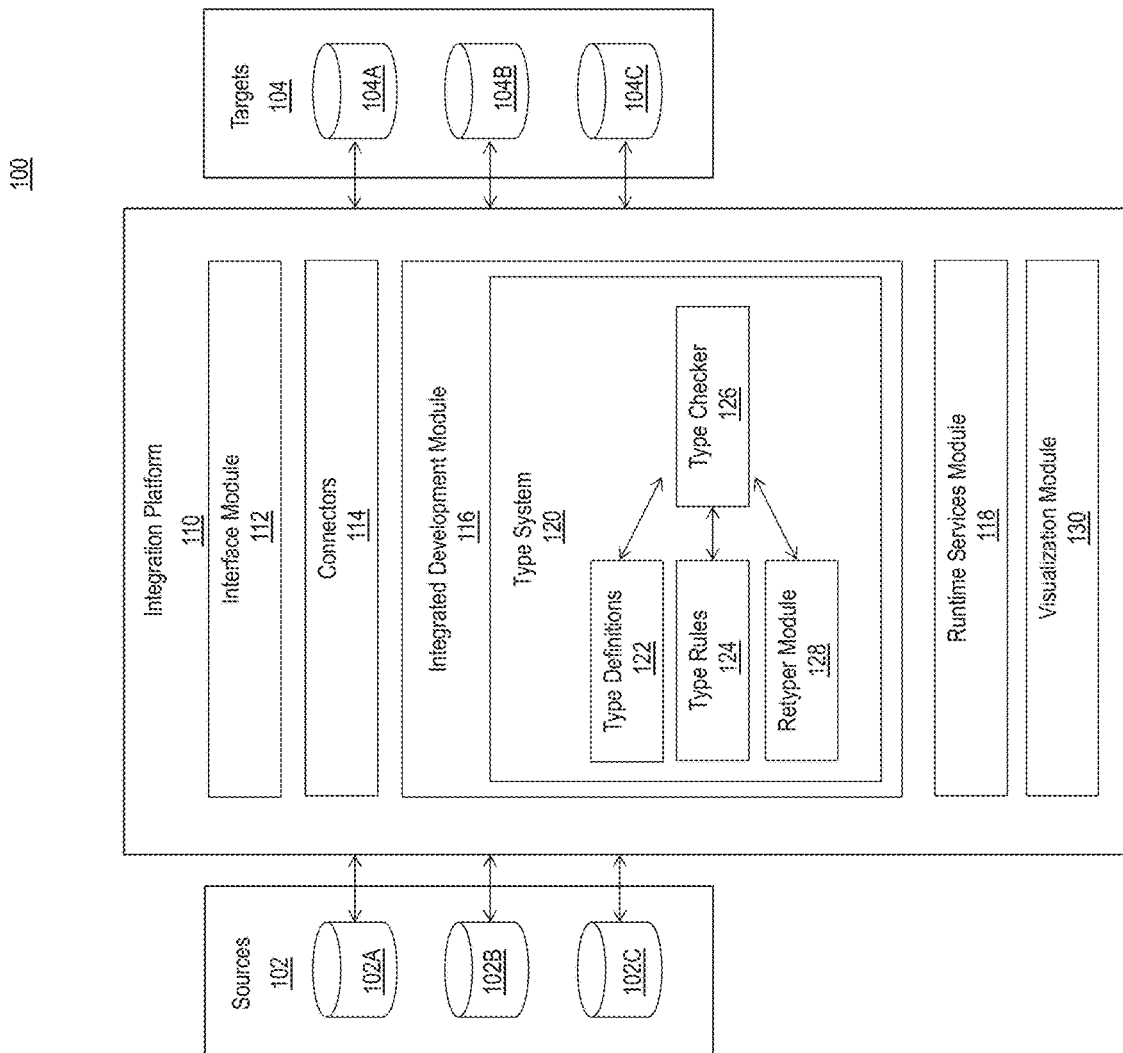 100
Sources
102
102A
102B
102C
Integration Platform
110
Interface Module
112
Connectors
114
Integrated Development Module
116
Type System
120
Type Definitions
122
Type Rules
124
Retyper Module
128
Type Checker
126
Runtime Services Module
118
Visualization Module
130
Targets
104
104A
104B
104C